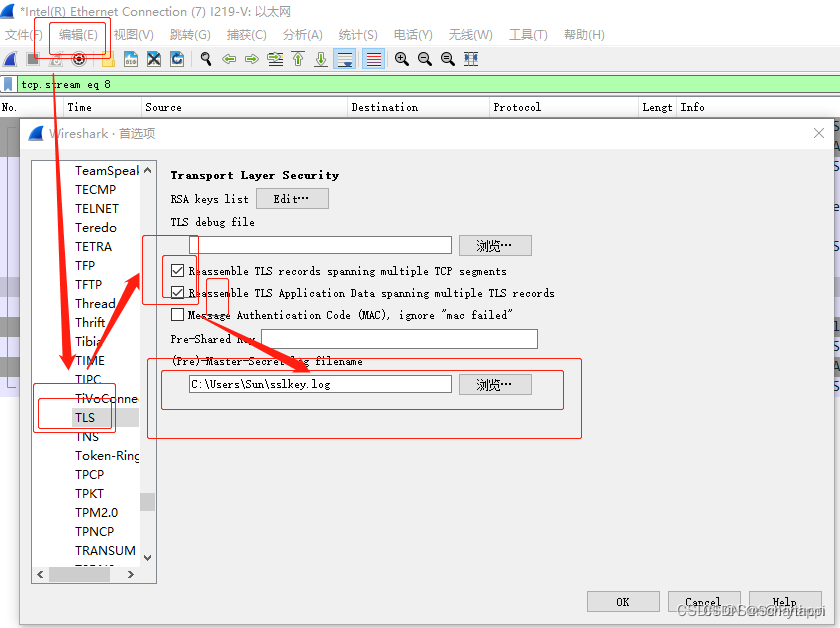 *Intel(R) Ethernet Connection (7) I219-V: 以太网
文件(F) 编辑(E) 视图(V) 跳转(G) 捕获(C) 分析(A) 统计(S) 电话(Y) 无线(W) 工具(T) 帮助(H)
tcp.stream eq 8
No. Time Source Destination Protocol Lengt Info
Wireshark · 首选项
TeamSpeak
TECMP
TELNET
Teredo
TETRA
TFP
TFTP
Thread
Thrift
Tibia
TIME
TIPC
TiVoConnec
TLS
TNS
Token-Ring
TPCP
TPKT
TPM2.0
TPNCP
TRANSUM
Transport Layer Security
RSA keys list Edit…
TLS debug file
浏览…
Reassemble TLS records spanning multiple TCP segments
Reassemble TLS Application Data spanning multiple TLS records
Message Authentication Code (MAC), ignore "mac failed"
Pre-Shared Key
(Pre)-Master-Secret log filename
C:\Users\Sun\sslkey.log 浏览…
OK Cancel Help